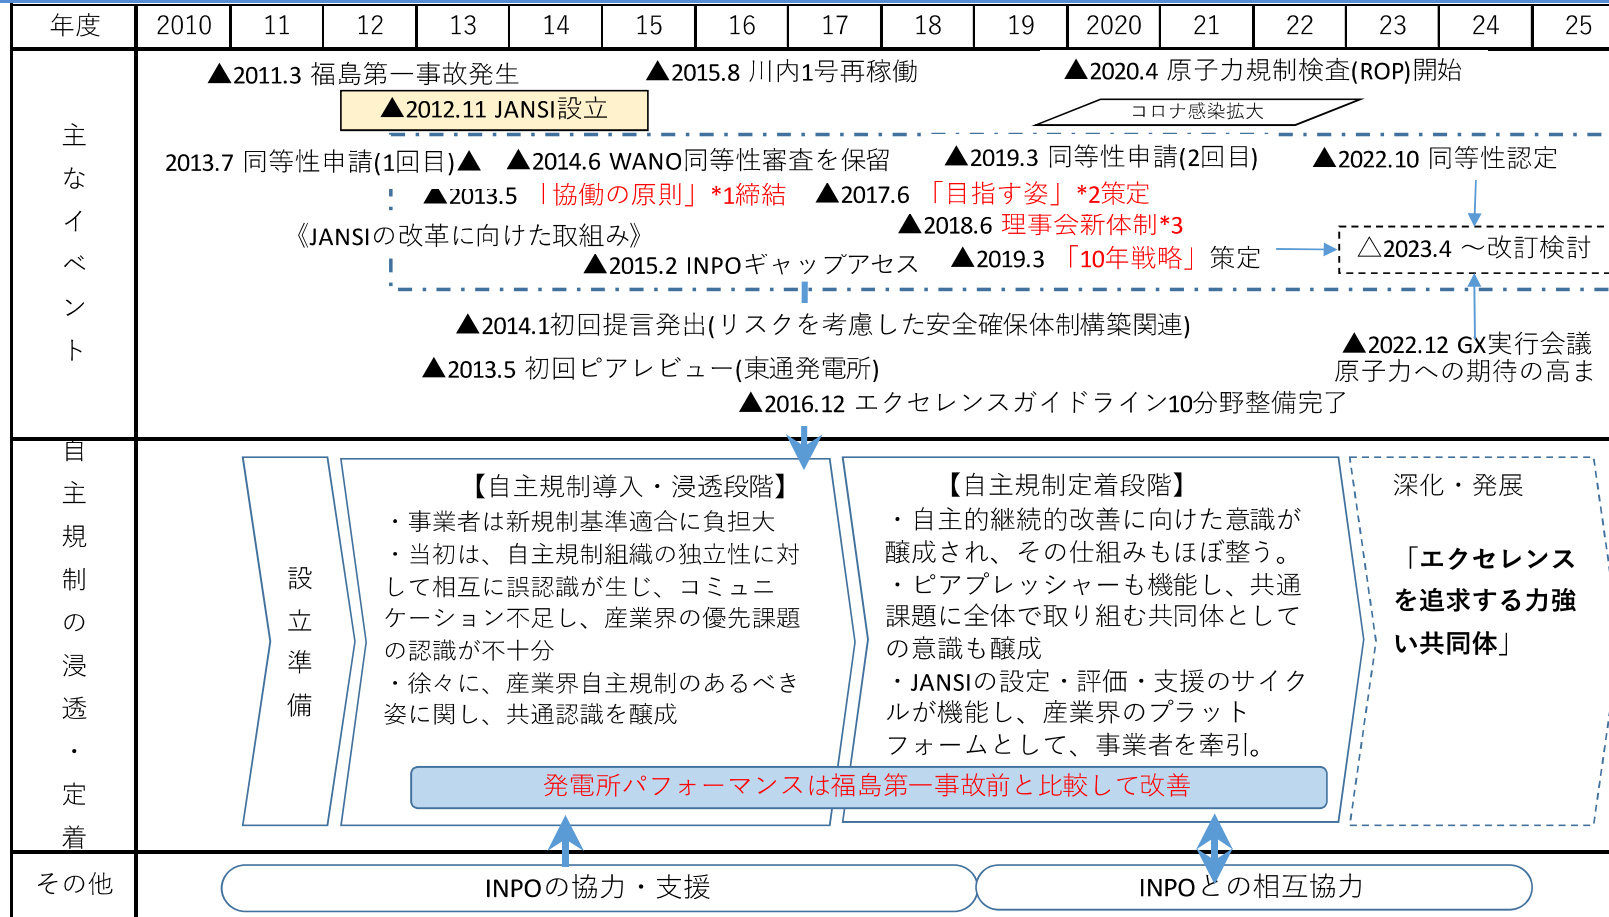 年度 2010 11 12 13 14 15 16 17 18 19 2020 21 22 23 24 25
主なイベント
▲2011.3 福島第一事故発生
▲2015.8 川内1号再稼働
▲2020.4 原子力規制検査(ROP)開始
▲2012.11 JANSI設立
コロナ感染拡大
2013.7 同等性申請(1回目)▲
▲2014.6 WANO同等性審査を保留
▲2019.3 同等性申請(2回目)
▲2022.10 同等性認定
▲2013.5 「協働の原則」*1締結
▲2017.6 「目指す姿」*2策定
▲2018.6 理事会新体制*3
《JANSIの改革に向けた取組み》
▲2015.2 INPOギャップアセス
▲2019.3 「10年戦略」策定
△2023.4 ～改訂検討
▲2014.1初回提言発出(リスクを考慮した安全確保体制構築関連)
▲2022.12 GX実行会議
原子力への期待の高ま
▲2013.5 初回ピアレビュー(東通発電所)
▲2016.12 エクセレンスガイドライン10分野整備完了
自主規制の浸透・定着
設立準備
【自主規制導入・浸透段階】
・事業者は新規制基準適合に負担大
・当初は、自主規制組織の独立性に対
して相互に誤認識が生じ、コミュニ
ケーション不足し、産業界の優先課題
の認識が不十分
・徐々に、産業界自主規制のあるべき
姿に関し、共通認識を醸成
【自主規制定着段階】
・自主的継続的改善に向けた意識が
醸成され、その仕組みもほぼ整う。
・ピアプレッシャーも機能し、共通
課題に全体で取り組む共同体として
の意識も醸成
・JANSIの設定・評価・支援のサイク
ルが機能し、産業界のプラット
フォームとして、事業者を牽引。
深化・発展
「エクセレンス
を追求する力強
い共同体」
発電所パフォーマンスは福島第一事故前と比較して改善
その他
INPOの協力・支援
INPOとの相互協力